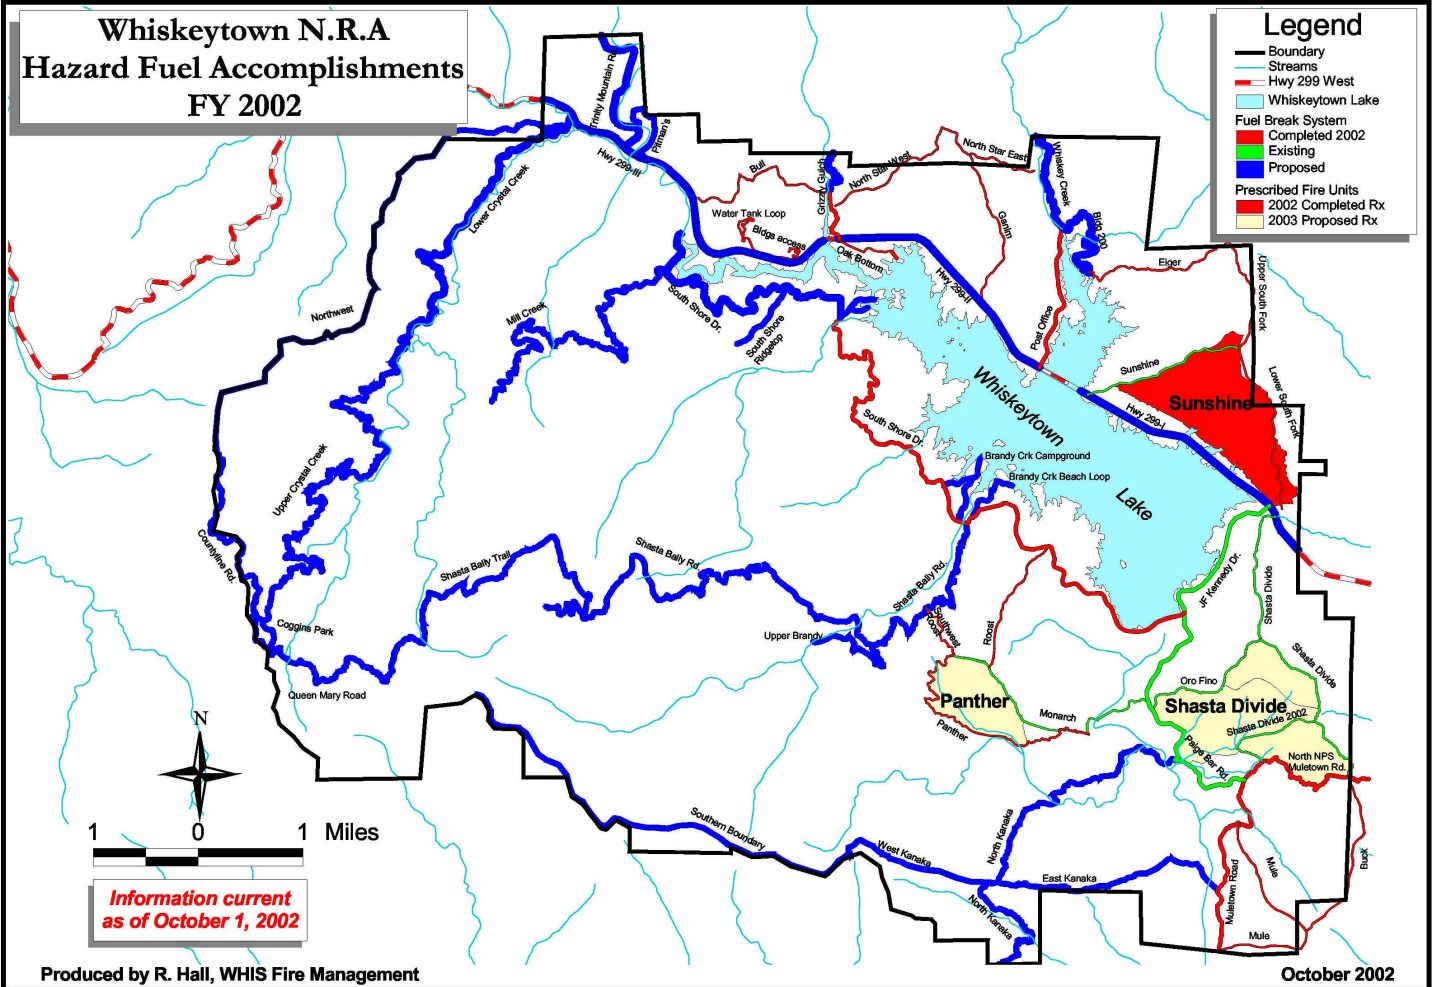 Whiskeytown N.R.A
Hazard Fuel Accomplishments
FY 2002
Legend
Boundary
Streams
Hwy 299 West
Whiskeytown Lake
Fuel Break System
Completed 2002
Existing
Proposed
Prescribed Fire Units
2002 Completed Rx
2003 Proposed Rx
Trinity Mountain Rd.
Pitman's
Hwy 299-III
Lower Crystal Creek
Bull
Water Tank Loop
Bldgs access
Grizzly Gulch
North Star West
North Star East
Ganim
Whiskey Creek
Bldg 200
Eiger
Upper South Fork
Oak Bottom
Hwy 299-II
Post Office
Northwest
Mill Creek
South Shore Dr.
South Shore
Ridgetop
Sunshine
Sunshine
Lower South Fork
Hwy 299-I
Whiskeytown
Lake
South Shore Dr.
Brandy Crk Campground
Brandy Crk Beach Loop
Upper Crystal Creek
Countyline Rd.
Shasta Bally Trail
Shasta Bally Rd
Shasta Bally Rd.
JF Kennedy Dr.
Shasta Divide
Coggins Park
Upper Brandy
Southwest
Roost
Roost
Queen Mary Road
Shasta Divide
Oro Fino
Panther
Shasta Divide
Monarch
Panther
Shasta Divide 2002
Paige Bar Rd.
North NPS
Muletown Rd.
N
1 0 1 Miles
Southern Boundary
West Kanaka
North Kanaka
East Kanaka
North Kanaka
Muletown Road
Mule
Buck
Mule
Information current
as of October 1, 2002
Produced by R. Hall, WHIS Fire Management
October 2002